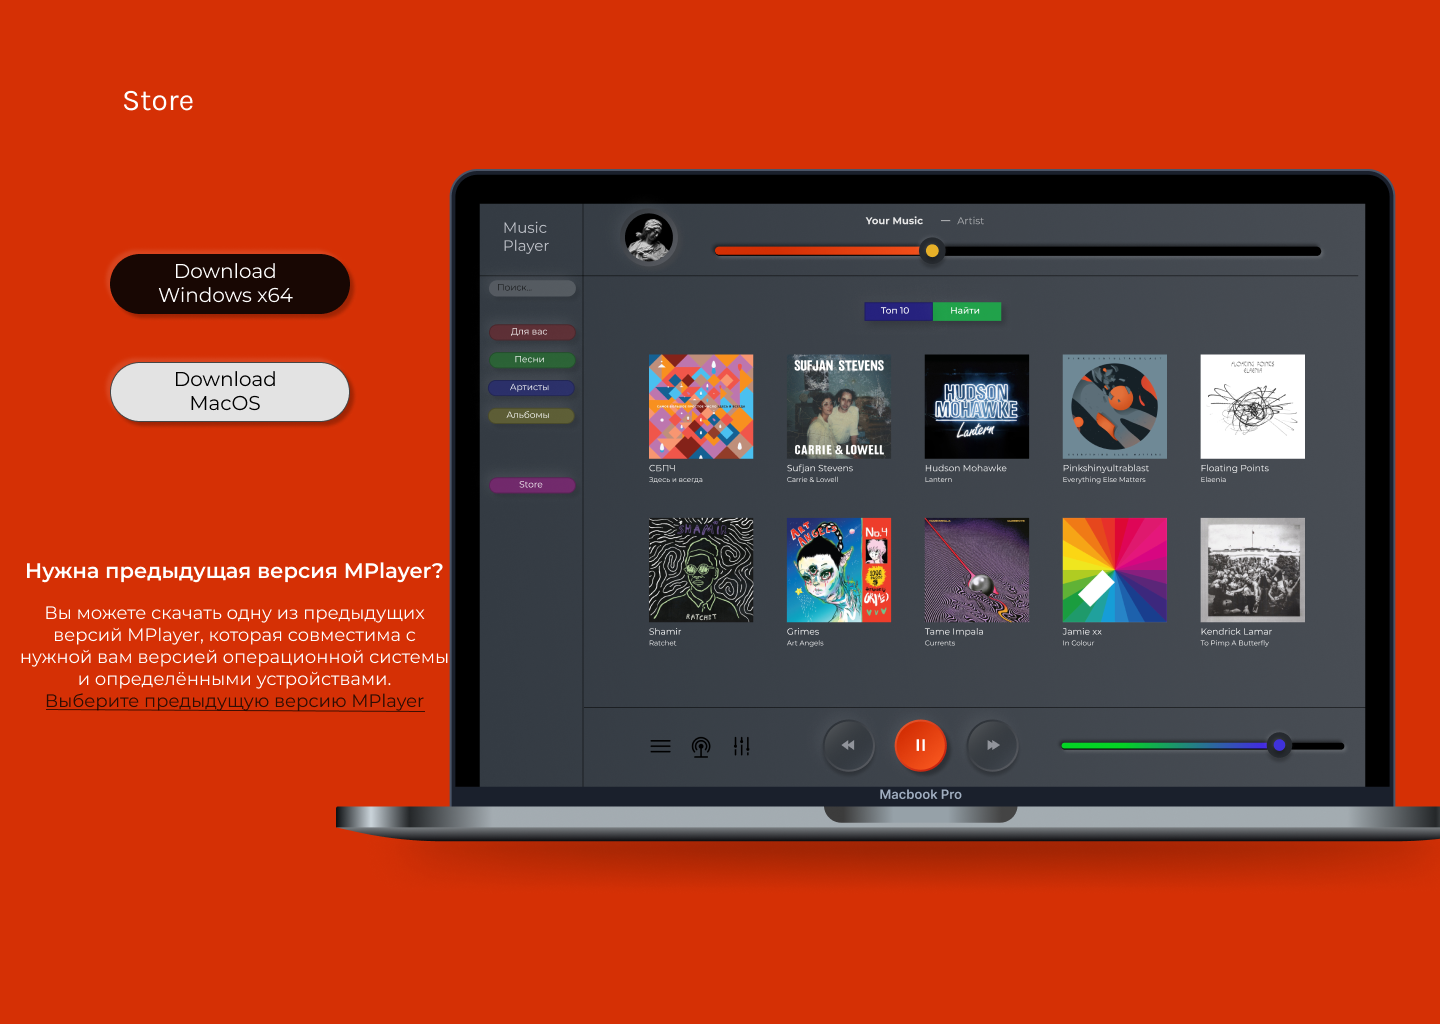 Store
Download
Windows x64
Download
MacOS
Нужна предыдущая версия MPlayer?
Вы можете скачать одну из предыдущих
версий MPlayer, которая совместима с
нужной вам версией операционной системы
и определёнными устройствами.
Выберите предыдущую версию MPlayer
Music
Player
Your Music — Artist
Поиск..
Для вас
Песни
Артисты
Альбомы
Store
Топ 10
Найти
SUFJAN STEVENS
CARRIE & LOWELL
HUDSON
MOHAWKE
Lantern
FLOATING POINTS
ELAENIA
СБПЧ
Здесь и всегда
Sufjan Stevens
Carrie & Lowell
Hudson Mohawke
Lantern
Pinkshinyultrablast
Everything Else Matters
Floating Points
Elaenia
SHAMIR
RATCHET
ART
ANGELS
No.4
Shamir
Ratchet
Grimes
Art Angels
Tame Impala
Currents
Jamie xx
In Colour
Kendrick Lamar
To Pimp A Butterfly
Macbook Pro